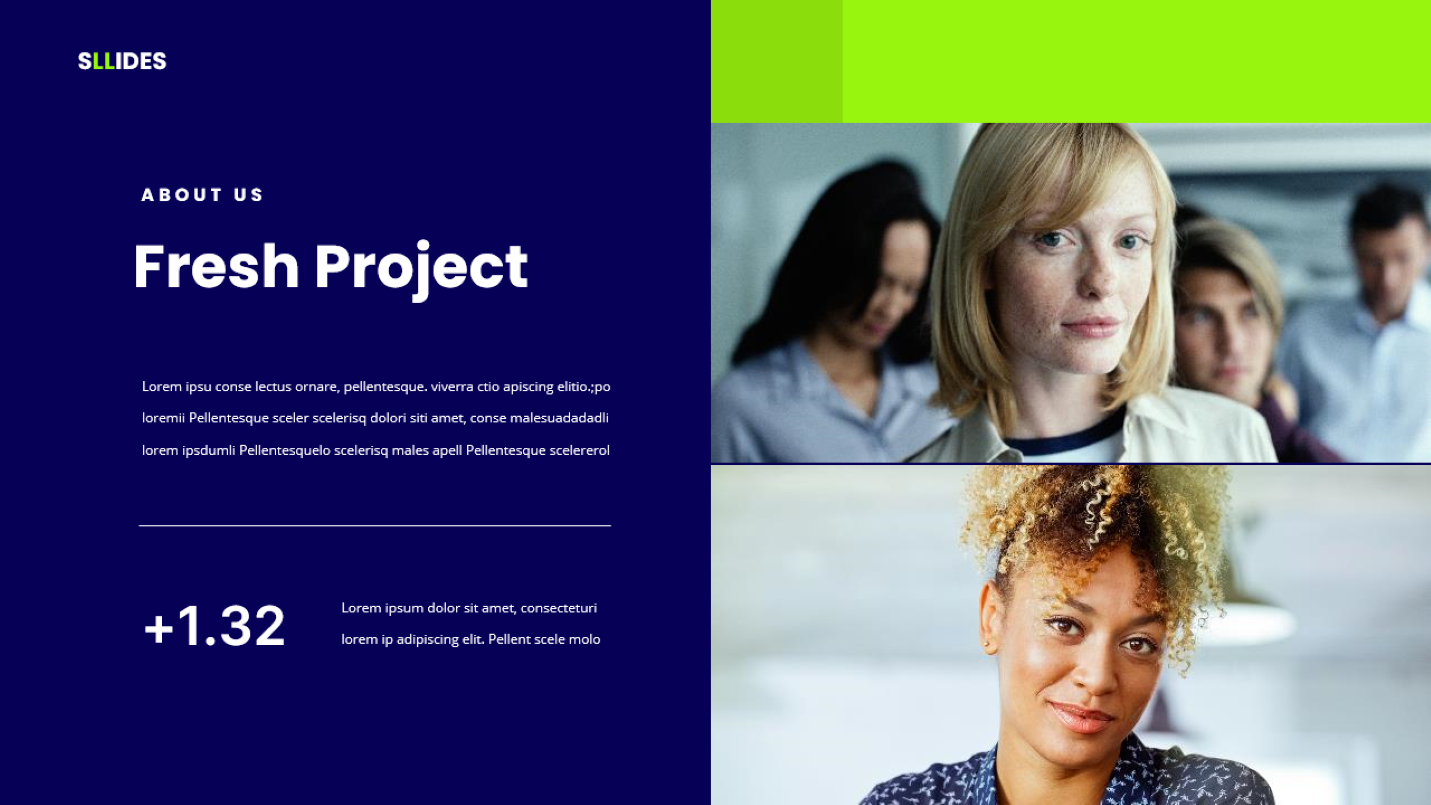 SLLIDES
ABOUT US
Fresh Project
Lorem ipsu conse lectus ornare, pellentesque. viverra ctio apiscing elitio.;po
loremii Pellentesque sceler scelerisq dolori siti amet, conse malesuadadadli
lorem ipsdumli Pellentesquelo scelerisq males apell Pellentesque scelererol
+1.32
Lorem ipsum dolor sit amet, consecteturi
lorem ip adipiscing elit. Pellent scele molo